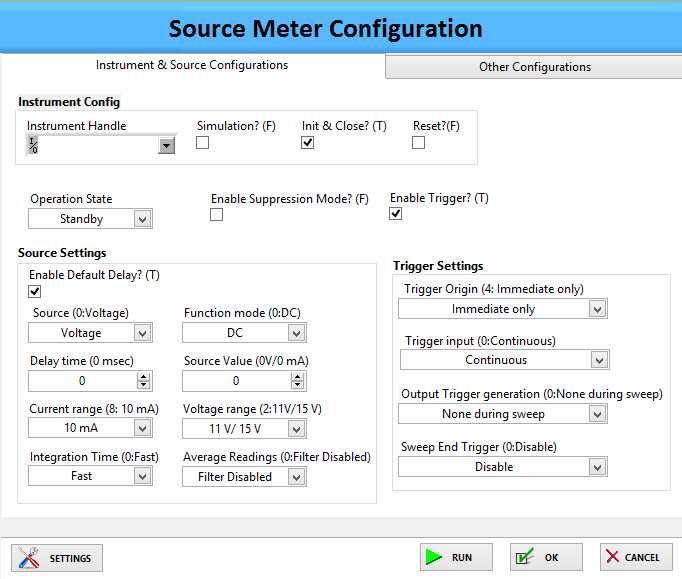 Source Meter Configuration
Instrument & Source Configurations
Other Configurations
Instrument Config
Instrument Handle
Simulation? (F)
Init & Close? (T)
Reset?(F)
I/O
Operation State
Enable Suppression Mode? (F)
Enable Trigger? (T)
Standby
Source Settings
Enable Default Delay? (T)
Source (0:Voltage)
Function mode (0:DC)
Voltage
DC
Delay time (0 msec)
Source Value (0V/0 mA)
0
0
Current range (8: 10 mA)
Voltage range (2:11V/15 V)
10 mA
11 V/ 15 V
Integration Time (0:Fast)
Average Readings (0:Filter Disabled)
Fast
Filter Disabled
Trigger Settings
Trigger Origin (4: Immediate only)
Immediate only
Trigger input (0:Continuous)
Continuous
Output Trigger generation (0:None during sweep)
None during sweep
Sweep End Trigger (0:Disable)
Disable
SETTINGS
RUN
OK
CANCEL